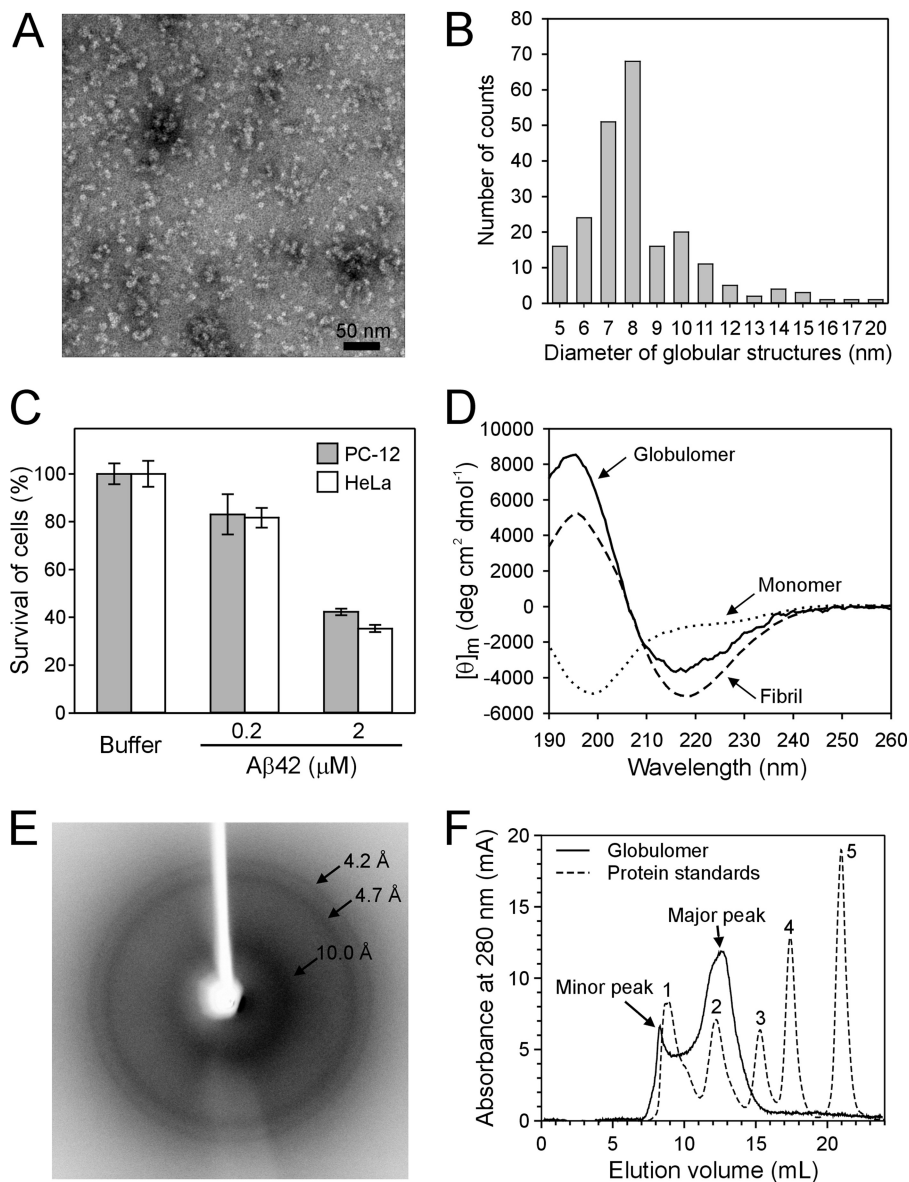 A
50 nm
B
Number of counts
80
70
60
50
40
30
20
10
0
5 6 7 8 9 10 11 12 13 14 15 16 17 20
Diameter of globular structures (nm)
C
Survival of cells (%)
100
80
60
40
80
0
PC-12
HeLa
Buffer
0.2 2
Aβ42 (μM)
D
[θ]m (deg cm2 dmol-1)
10000
8000
6000
4000
2000
0
-2000
-4000
-6000
Globulomer
Monomer
Fibril
190 200 210 220 230 240 250 260
Wavelength (nm)
E
4.2 Å
4.7 Å
10.0 Å
F
Absorbance at 280 nm (mA)
20
15
10
5
0
Globulomer
Protein standards
Major peak
Minor peak
1
2
3
4
5
0 5 10 15 20
Elution volume (mL)